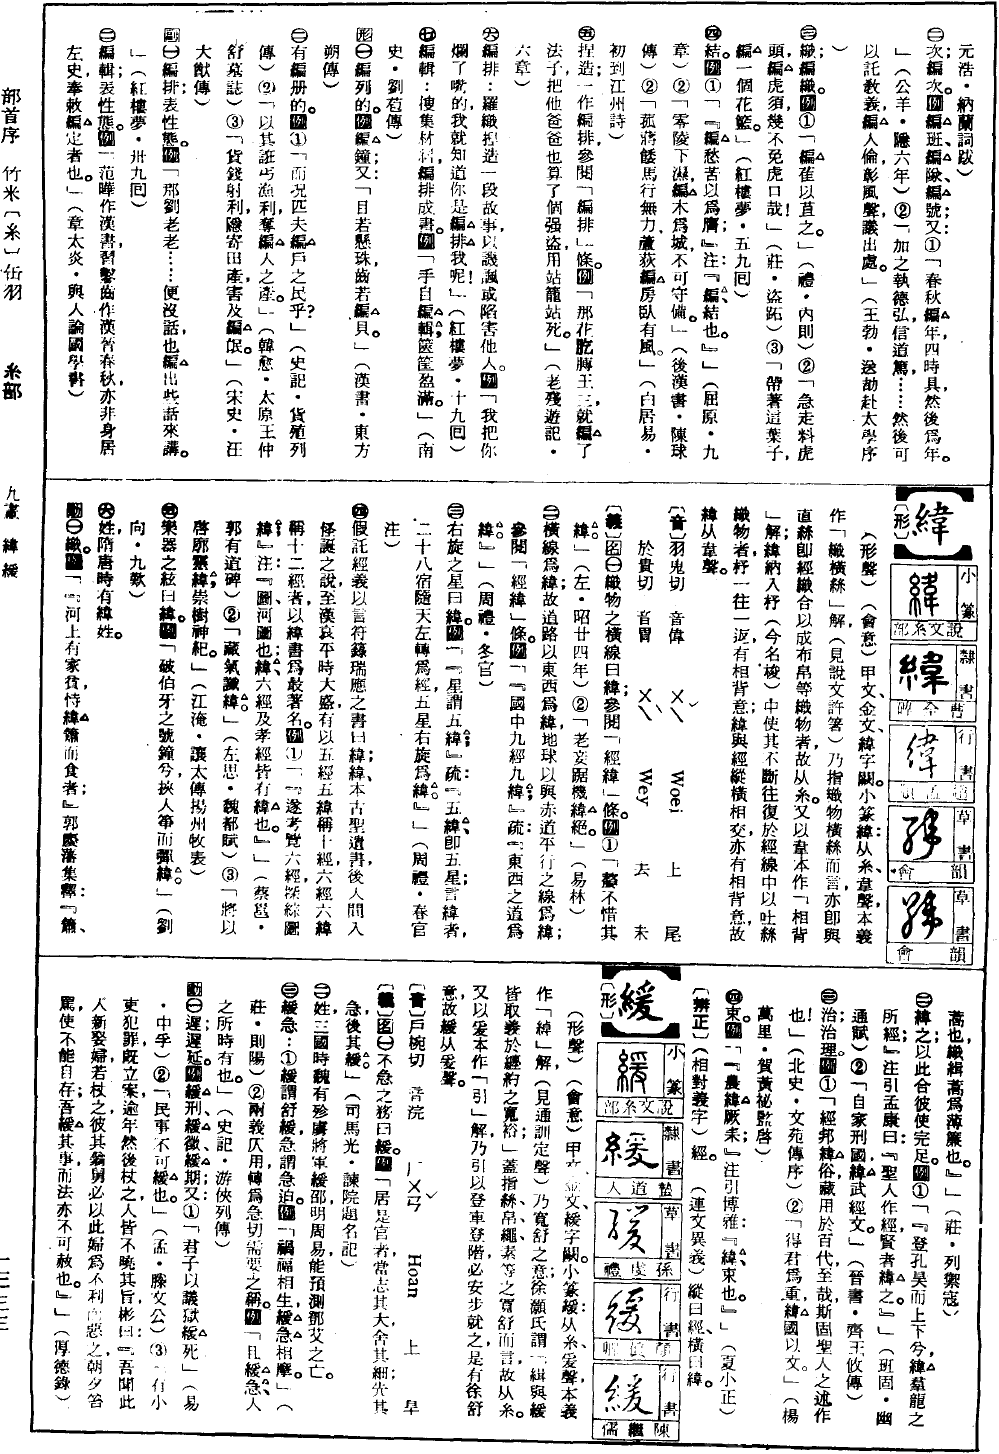 部首序 竹米〔糸〕缶羽 糸部 九畫 緯緩 一三三三
元浩·納蘭詞跋）
㊁次;編次。例編班,編隊,編號;又①「春秋編年,四時具然後為年。
」（公羊·隱六年）②「加之執德弘,信道篤,……然後可
以託教義,編人倫,彰風聲,議出處。」（王勃·送劼赴太學序
）
㊂織;編織。例①「編萑以苴之。」（禮·內則）②「急走料虎
頭,編虎須,幾不免虎口哉!」（莊·盜跖）③「帶著這葉子,
編一個花籃。」（紅樓夢·五九回）
㊃結。例①「『編愁苦以為膺』注:『編,結也。』」（屈原·九
章）②「零陵下濕,編木為城,不可守備。」（後漢書·陳球
傳）②「孤蔣餧馬行無力,蘆荻編房臥有風。」（白居易·
初到江州詩）
㊄捏造;一作編排,參閱「編排」條。例「那花肐膊王三就編了
法子,把他爸爸也算了個强盜,用站籠站死。」（老殘遊記·
六章）
㊅編排:羅織捏造一段故事,以譏諷或陷害他人。例「我把你
爛了嘴的,我就知道你是編排我呢!」（紅樓夢·十九回）
㊆編輯:搜集材料,編排成書。例「手自編輯,篋筐盈滿。」（南
史·劉苞傳）
形㊀編列的。例編鐘;又「目若懸珠,齒若編貝。」（漢書·東方
朔傳）
㊁有編册的。例①「而況匹夫編戶之民乎?」（史記·貨殖列
傳）②「以其誑丐漁利,奪編人之產。」（韓愈·太原王仲
舒墓誌）③「貨錢射利,隱寄田產,害及編氓。」（宋史·汪
大猷傳）
副㊀編排表性態。例「那劉老老……便沒話也編出些話來講。
」（紅樓夢·卅九回）
㊁編輯;表性態。例「范曄作漢書,習鑿齒作漢晉春秋,亦非身居
左史,奉敕編定者也。」（章太炎·與人論國學書）
【緯】
小篆 說文糸部
隸書 曹全碑
行書
草書 韻會
草書 韻會
〔形〕
（形聲）（會意）甲文、金文緯字闕。小篆緯:从糸,韋聲,本義
作「織橫絲」解（見說文許箸）,乃指織物橫絲而言,亦即與
直絲即經織合以成布帛等織物者,故从糸。又以韋本作「相背
」解,緯納入杼（今名梭）中使其不斷往復於經線中以吐絲
織物者,杼一往一返有相背意;緯與經縱橫相交,亦有相背意,故
緯从韋聲。
〔音〕羽鬼切 音偉 ㄨㄟˇ Woei 上 尾
於貴切 音胃 ㄨㄟˋ Wey 去 未
〔義〕名㊀織物之橫線曰緯;參閱「經緯」條。例①「嫠不恤其
緯。」（左·昭廿四年）②「老妾踞機,緯絕。」（易林）
㊁橫線為緯,故道路以東西為緯;地球以與赤道平行之線為緯;
參閱「經緯」條。例「『國中九經九緯』疏:『東西之道為
緯。』」（周禮·冬官）
㊂右旋之星曰緯。例「『星謂五緯』疏:『五緯,即五星;言緯者,
二十八宿隨天左轉為經,五星右旋為緯。』」（周禮·春官
注）
㊃假託經義以言符籙瑞應之書曰緯;緯,本古聖遺書,後人間入
怪誕之說,至漢哀平時大盛,有以五經五緯稱十經,六經六緯
稱十二經者,以緯書為最著名。例①「『遂考覽六經,探綜圖
緯』注:『圖,河圖也;緯,六經及孝經皆有緯也。』」（蔡邕·
郭有道碑）②「藏氣讖緯。」（左思·魏都賦）③「將以
啓廓靈緯,崇樹神紀。」（江淹·讓太傅揚州牧表）
㊄樂器之絃曰緯。例「破伯牙之號鐘兮,挾人箏而彈緯。」（劉
向·九歎）
㊅姓,隋唐時有緯姓。
動㊀織。例「『河上有家貧恃緯蕭而食者』郭慶藩集釋:『蕭,
蒿也;織緝蒿為薄簾也。』」（莊·列禦寇）
㊁緯之;以此合彼使完足。例①「『登孔昊而上下兮,緯羣龍之
所經』注引孟康曰:『聖人作經,賢者緯之。』」（班固·幽
通賦）②「自家刑國,緯武經文。」（晉書·齊王攸傳）
㊂治;治理。例①「經邦緯俗,藏用於百代,至哉斯固聖人之述作
也!」（北史·文苑傳序）②「得君為重,緯國以文。」（楊
萬里·賀黃祕監啓）
㊃束。例「『農緯厥耒』注引博雅『緯,束也。』」（夏小正）
〔辨正〕（相對義字）經。（連文異義）縱曰經,橫曰緯。
【緩】
小篆 說文糸部
隸書
草書 孫虔禮
行書
行書 陳繼儒
〔形〕
（形聲）（會意）甲文、金文緩字闕。小篆緩:从糸,爰聲,本義
作「綽」解（見通訓定聲）,乃寬舒之意;徐灝氏謂「緩與綽
皆取義於纏約之寬裕」,蓋指絲、帛、繩、素等之寬舒而言,故从糸。
又以爰本作「引」解,乃引以登車登階必安步就之,是有徐舒
意,故緩从爰聲。
〔音〕戶椀切 音浣 ㄏㄨㄢˇ Hoan 上 旱
〔義〕名㊀不急之務曰緩。例「居是官者,當志其大,舍其細,先其
急,後其緩。」（司馬光·諫院題名記）
㊁姓,三國時魏有殄虜將軍緩邵,明周易,能預測鄧艾之亡。
㊂緩急:①緩謂舒緩,急謂急迫。例「禍福相生,緩急相摩。」（
莊·則陽）②兩義仄用,轉為急切需要之稱。例「且緩急,人
之所時有也。」（史記·游俠列傳）
動㊀遲;遲延。例緩刑,緩徵,緩期;又①「君子以議獄緩死」（易
·中孚）②「民事不可緩也。」（孟·滕文公）③「有小
吏犯罪,既立案,逾年然後杖之,人皆不曉其旨,彬曰:『吾聞此
人新娶婦,若杖之,彼其翁舅必以此婦為不利而惡之,朝夕笞
罵,使不能自存,吾緩其事而法亦不可赦也。』」（厚德錄）